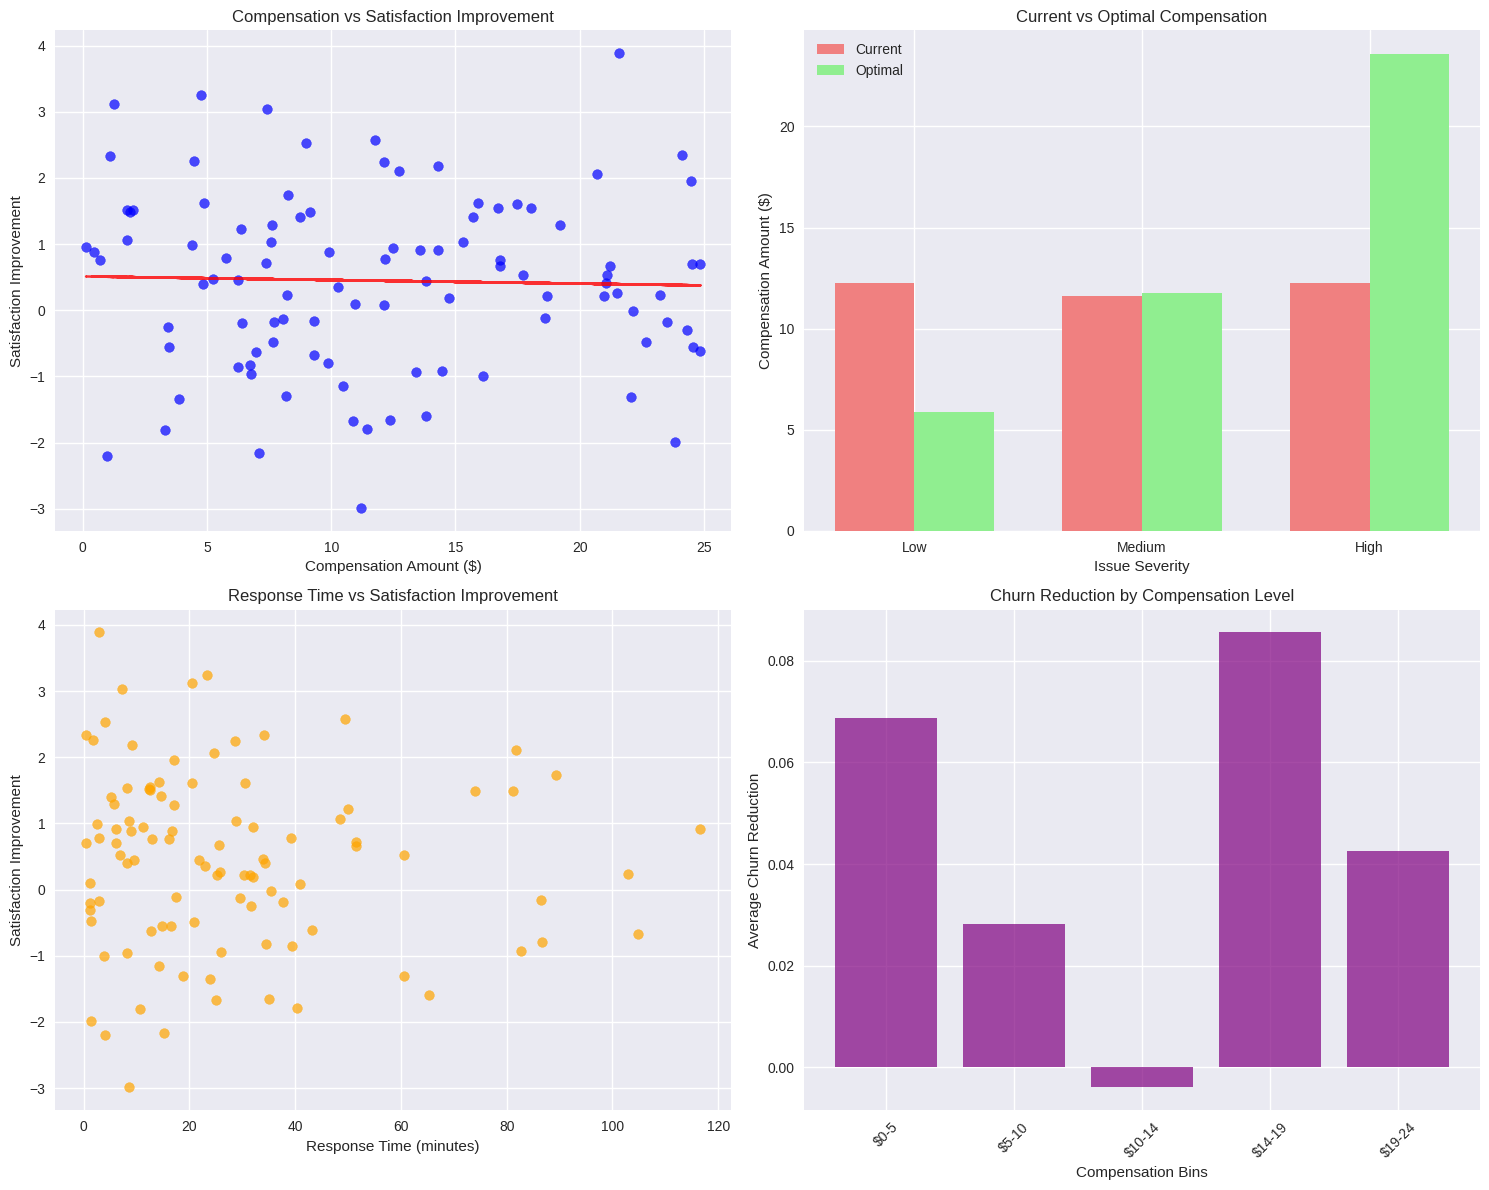 Compensation vs Satisfaction Improvement
4
3
2
1
0
−1
−2
−3
Satisfaction Improvement
0 5 10 15 20 25
Compensation Amount ($)
Current vs Optimal Compensation
Current
Optimal
20
15
10
5
0
Compensation Amount ($)
Low Medium High
Issue Severity
Response Time vs Satisfaction Improvement
4
3
2
1
0
−1
−2
−3
Satisfaction Improvement
0 20 40 60 80 100 120
Response Time (minutes)
Churn Reduction by Compensation Level
0.08
0.06
0.04
0.02
0.00
Average Churn Reduction
$0-5 $5-10 $10-14 $14-19 $19-24
Compensation Bins